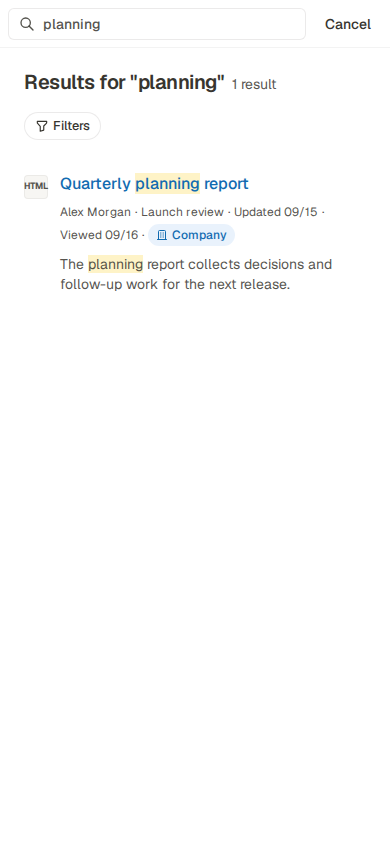 planning
Cancel
Results for "planning" 1 result
Filters
HTML
Quarterly planning report
Alex Morgan · Launch review · Updated 09/15 ·
Viewed 09/16 · Company
The planning report collects decisions and
follow-up work for the next release.